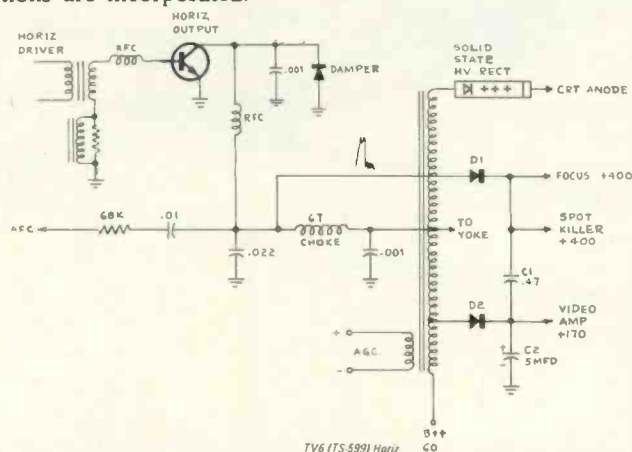 HORIZ
OUTPUT
HORIZ
DRIVER
RFC
.001
DAMPER
SOLID
STATE
HV RECT
+++
CRT ANODE
RFC
D1
FOCUS +400
68K
.01
AFC
6T
CHOKE
TO
YOKE
SPOT
KILLER
+400
.022
.001
C1
.47
D2
VIDEO
AMP
+170
+
-
AGC
+
-
C2
5MFD
B++
60
TV6 (TS-599) Horiz